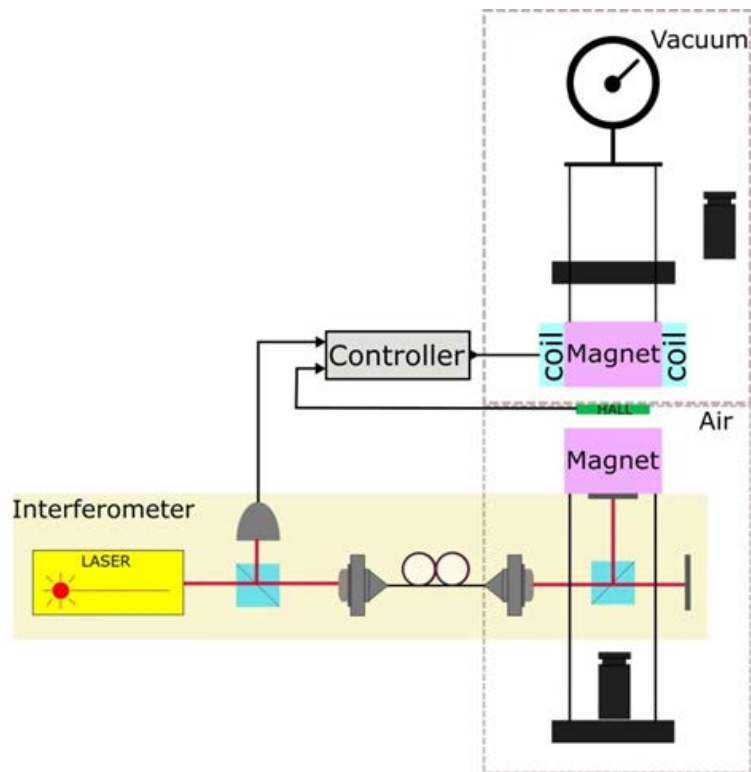 Vacuum
coil
Magnet
coil
Controller
HALL
Air
Magnet
Interferometer
LASER